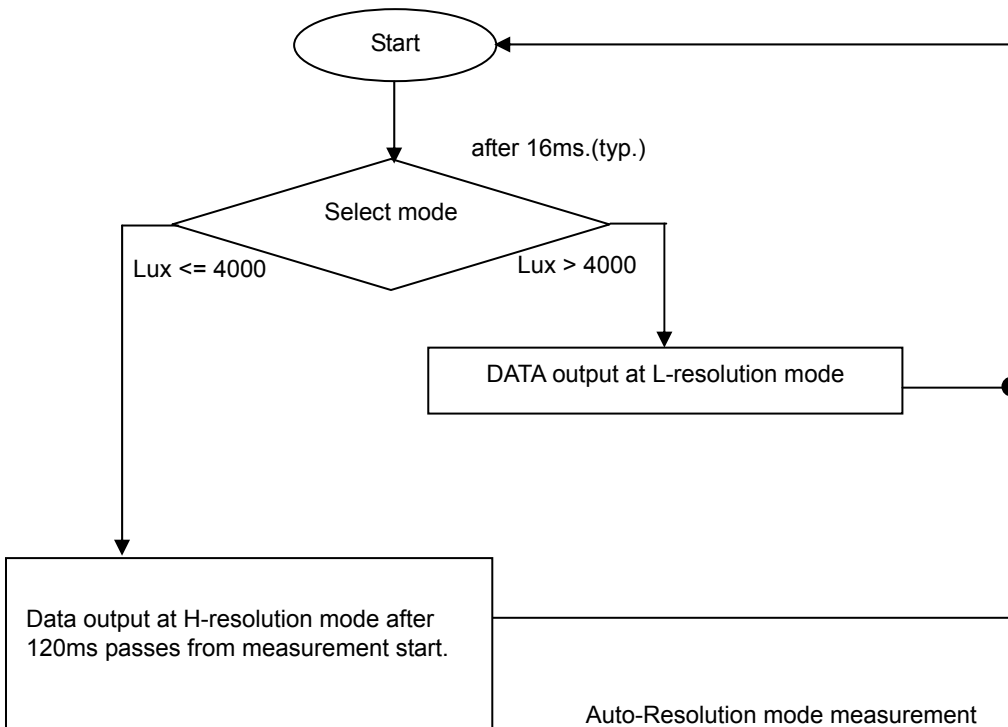 Start
after 16ms.(typ.)
Select mode
Lux <= 4000
Lux > 4000
DATA output at L-resolution mode
Data output at H-resolution mode after
120ms passes from measurement start.
Auto-Resolution mode measurement